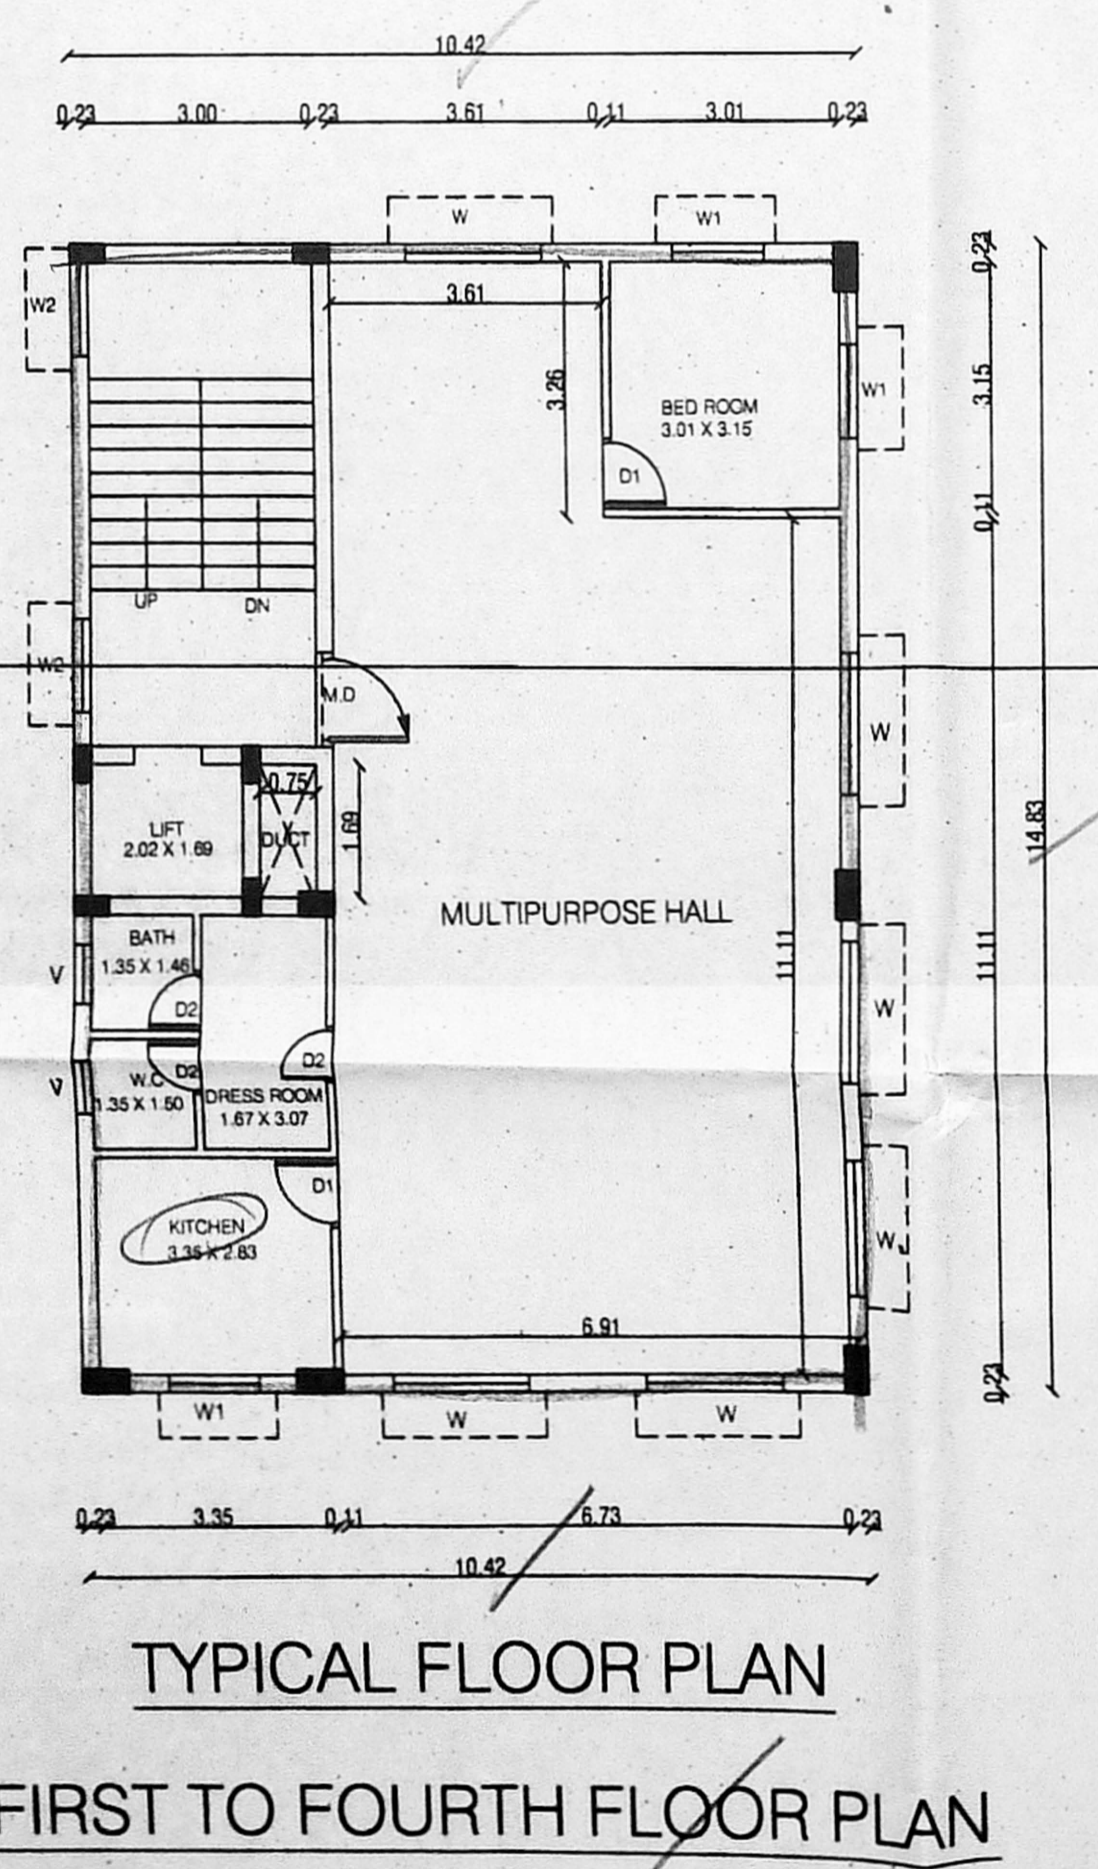 10.42
0.23 3.00 0.23 3.61 0.11 3.01 0.23
W W1
0.23
W2
3.61
3.26
BED ROOM
3.01 X 3.15
W1
3.15
D1
0.11
UP DN
W2
M.D
W
0.75
LIFT
2.02 X 1.69
DUCT
1.69
14.83
MULTIPURPOSE HALL
BATH
1.35 X 1.46
V
11.11
11.11
D2
W
D2
D2
V
W.C
1.35 X 1.50
DRESS ROOM
1.67 X 3.07
D1
KITCHEN
3.35 X 2.83
W
6.91
0.23
W1 W W
0.23 3.35 0.11 6.73 0.23
10.42
TYPICAL FLOOR PLAN
FIRST TO FOURTH FLOOR PLAN